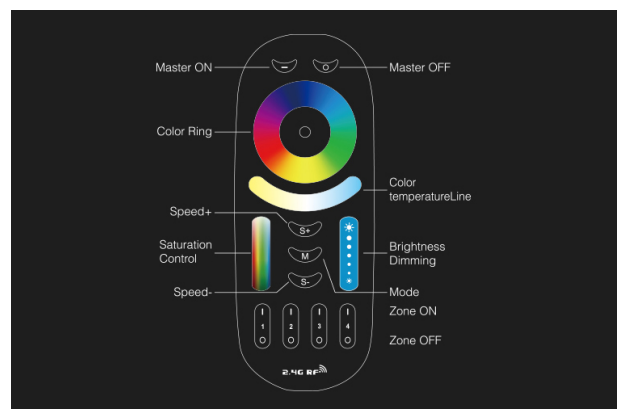 Master ON
Master OFF
Color Ring
Color
temperatureLine
Speed+
S+
Saturation
Control
M
Brightness
Dimming
Speed-
S-
Mode
Zone ON
1 2 3 4
Zone OFF
2.4G RF